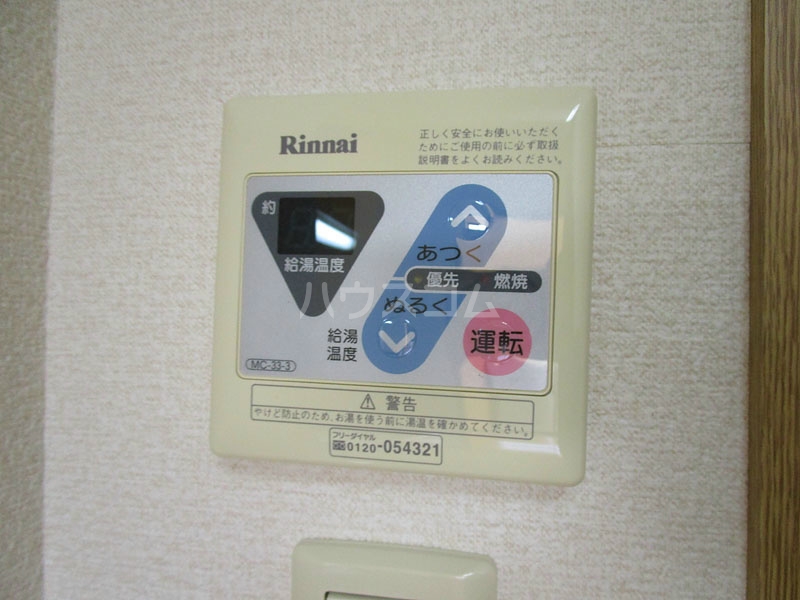 Rinnai
正しく安全にお使いいただく
ためにご使用の前に必ず取扱
説明書をよくお読みください。
約
給湯温度
あつく
優先 燃焼
ぬるく
給湯
温度
運転
MC-33-3
ハウスコム
⚠ 警告
やけど防止のため、お湯を使う前に湯温を確かめてください。
フリーダイヤル
0120-054321